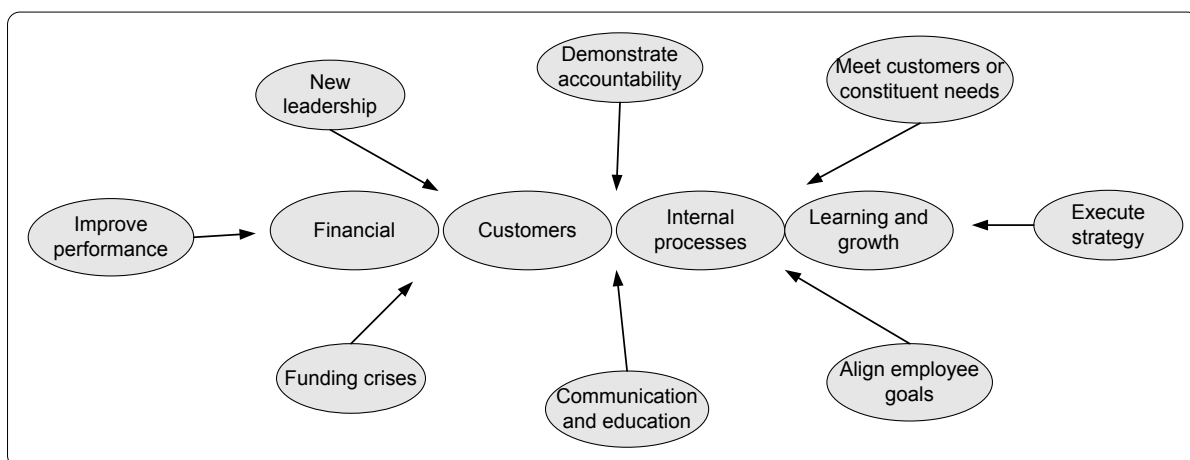 Demonstrate
accountability
New
leadership
Meet customers or
constituent needs
Improve
performance
Financial
Customers
Internal
processes
Learning and
growth
Execute
strategy
Funding crises
Communication
and education
Align employee
goals